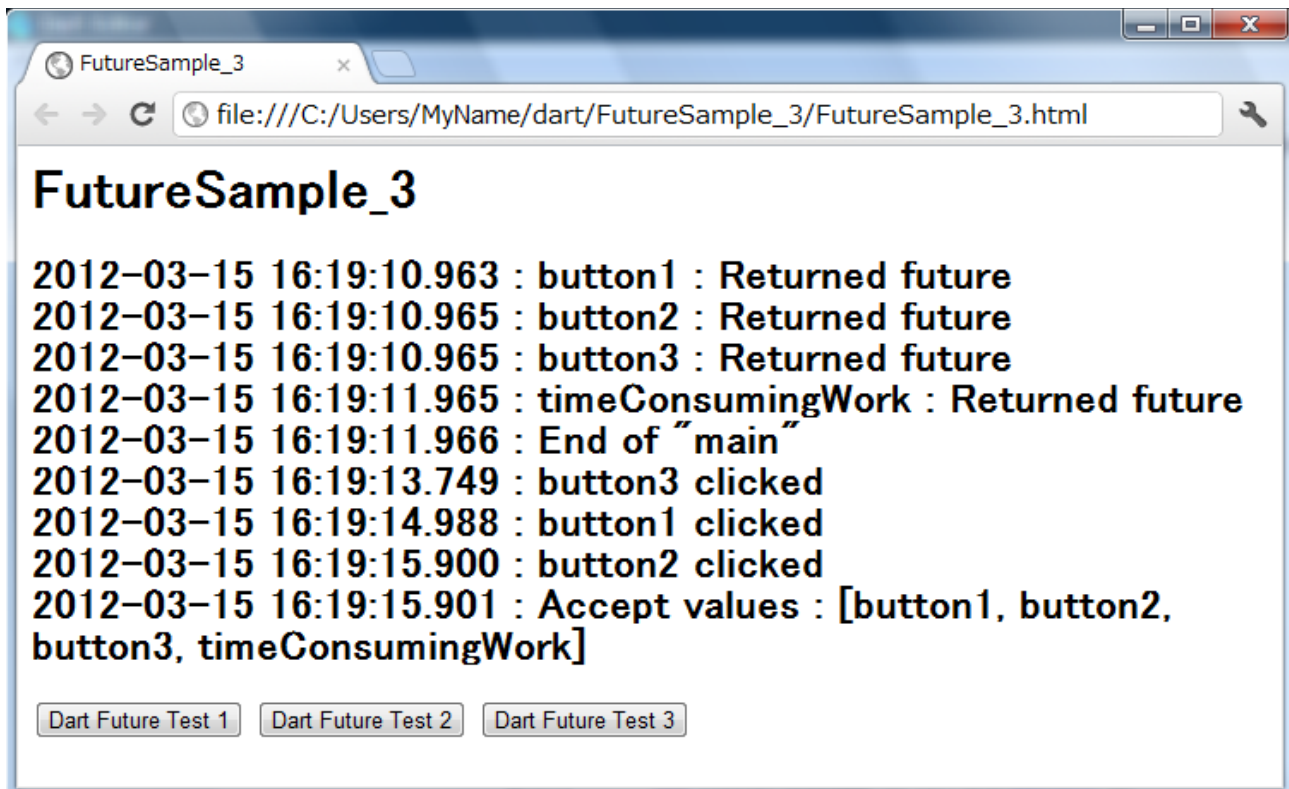 FutureSample_3
file:///C:/Users/MyName/dart/FutureSample_3/FutureSample_3.html
FutureSample_3
2012-03-15 16:19:10.963 : button1 : Returned future
2012-03-15 16:19:10.965 : button2 : Returned future
2012-03-15 16:19:10.965 : button3 : Returned future
2012-03-15 16:19:11.965 : timeConsumingWork : Returned future
2012-03-15 16:19:11.966 : End of "main"
2012-03-15 16:19:13.749 : button3 clicked
2012-03-15 16:19:14.988 : button1 clicked
2012-03-15 16:19:15.900 : button2 clicked
2012-03-15 16:19:15.901 : Accept values : [button1, button2,
button3, timeConsumingWork]
Dart Future Test 1 Dart Future Test 2 Dart Future Test 3